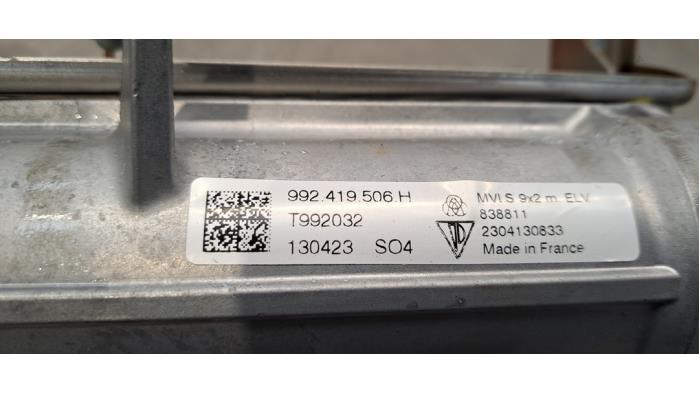 992.419.506.H
T992032
130423 SO4
MVI S 9x2 m. ELV
838811
2304130833
Made in France